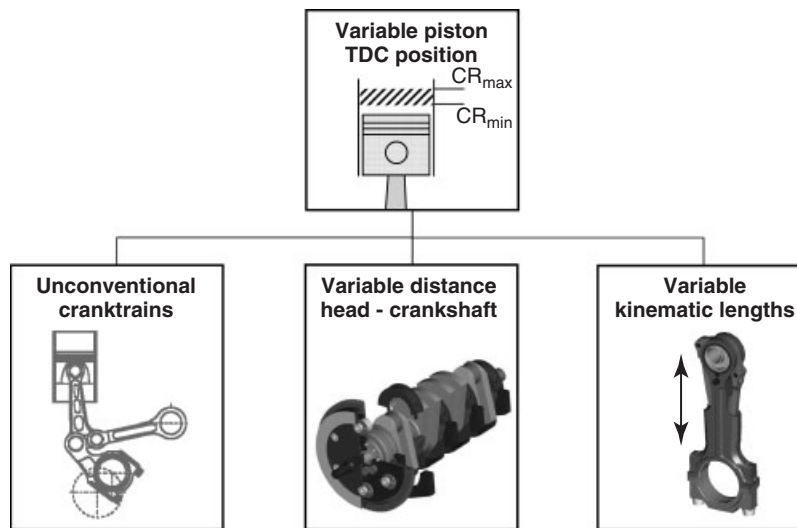 Variable piston
TDC position
CRmax
CRmin
Unconventional
cranktrains
Variable distance
head - crankshaft
Variable
kinematic lengths